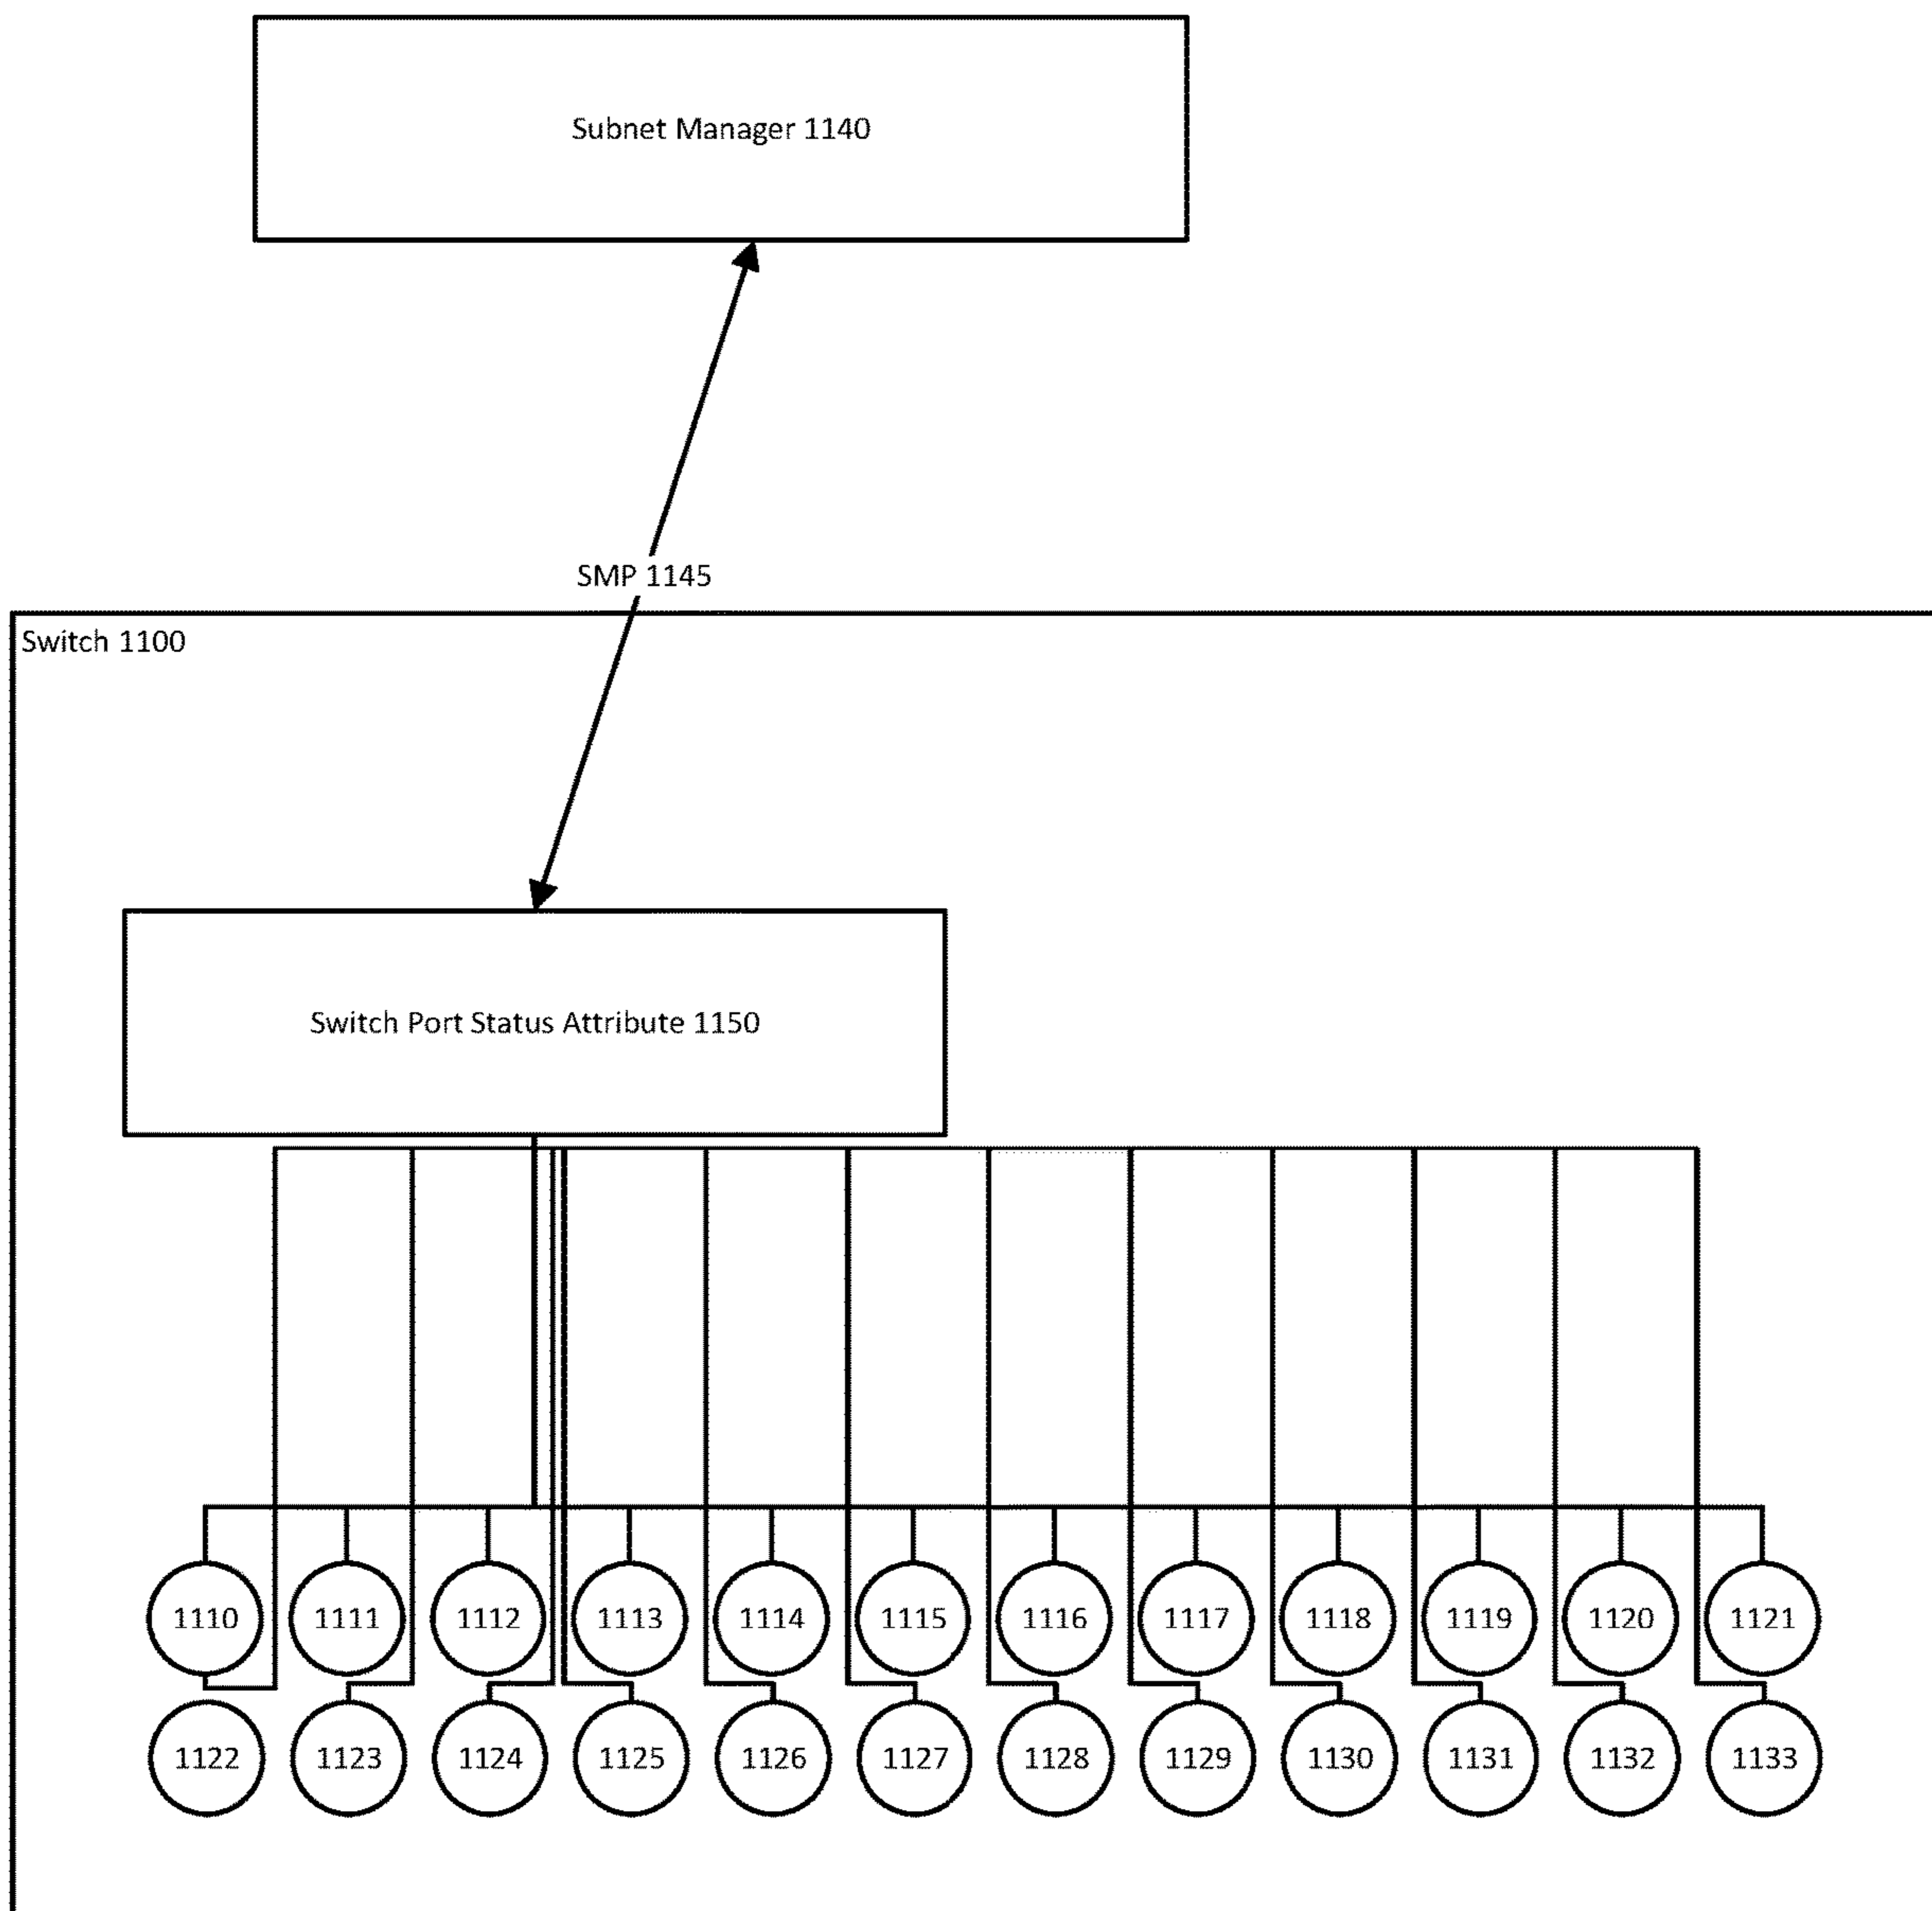 Subnet Manager 1140
SMP 1145
Switch 1100
Switch Port Status Attribute 1150
1110 1111 1112 1113 1114 1115 1116 1117 1118 1119 1120 1121
1122 1123 1124 1125 1126 1127 1128 1129 1130 1131 1132 1133